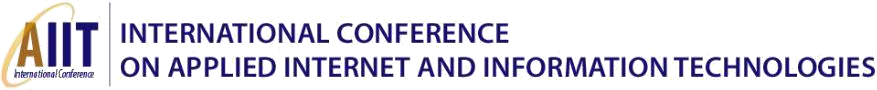 AIIT
International Conference
INTERNATIONAL CONFERENCE
ON APPLIED INTERNET AND INFORMATION TECHNOLOGIES